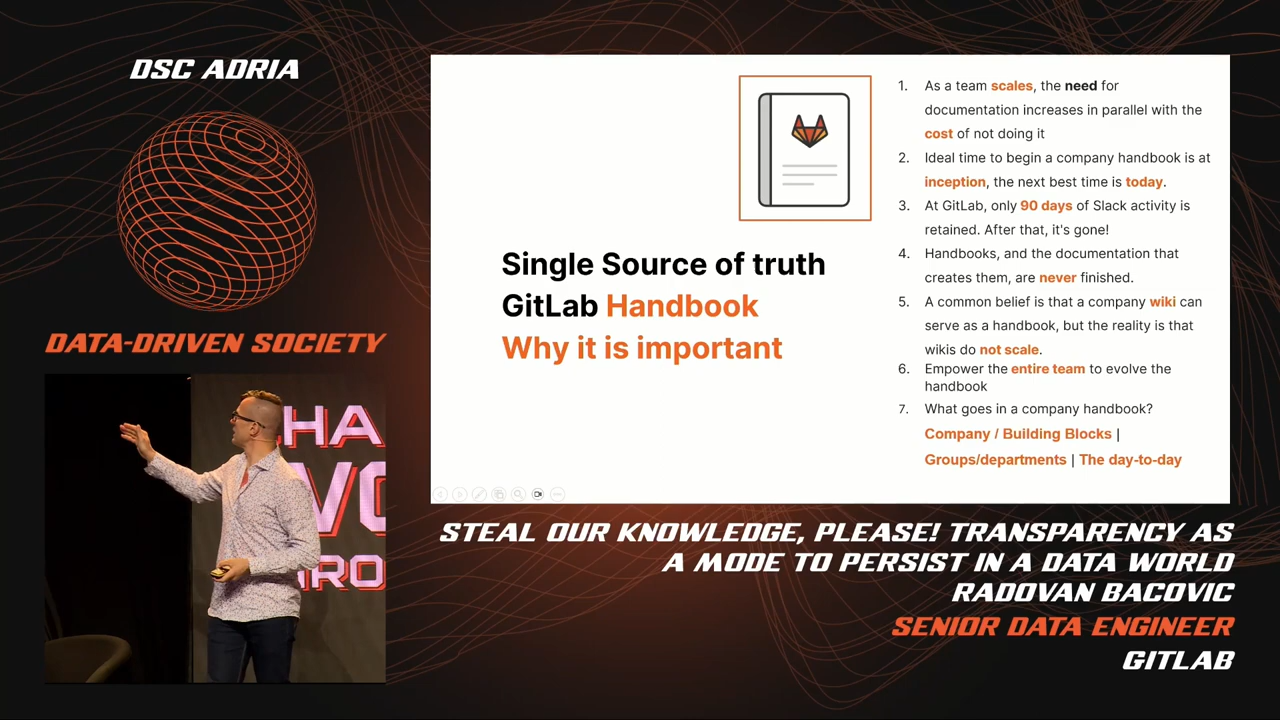 DSC ADRIA
DATA-DRIVEN SOCIETY
Single Source of truth
GitLab Handbook
Why it is important
1. As a team scales, the need for
documentation increases in parallel with the
cost of not doing it
2. Ideal time to begin a company handbook is at
inception, the next best time is today.
3. At GitLab, only 90 days of Slack activity is
retained. After that, it's gone!
4. Handbooks, and the documentation that
creates them, are never finished.
5. A common belief is that a company wiki can
serve as a handbook, but the reality is that
wikis do not scale.
6. Empower the entire team to evolve the
handbook
7. What goes in a company handbook?
Company / Building Blocks |
Groups/departments | The day-to-day
STEAL OUR KNOWLEDGE, PLEASE! TRANSPARENCY AS
A MODE TO PERSIST IN A DATA WORLD
RADOVAN BACOVIC
SENIOR DATA ENGINEER
GITLAB